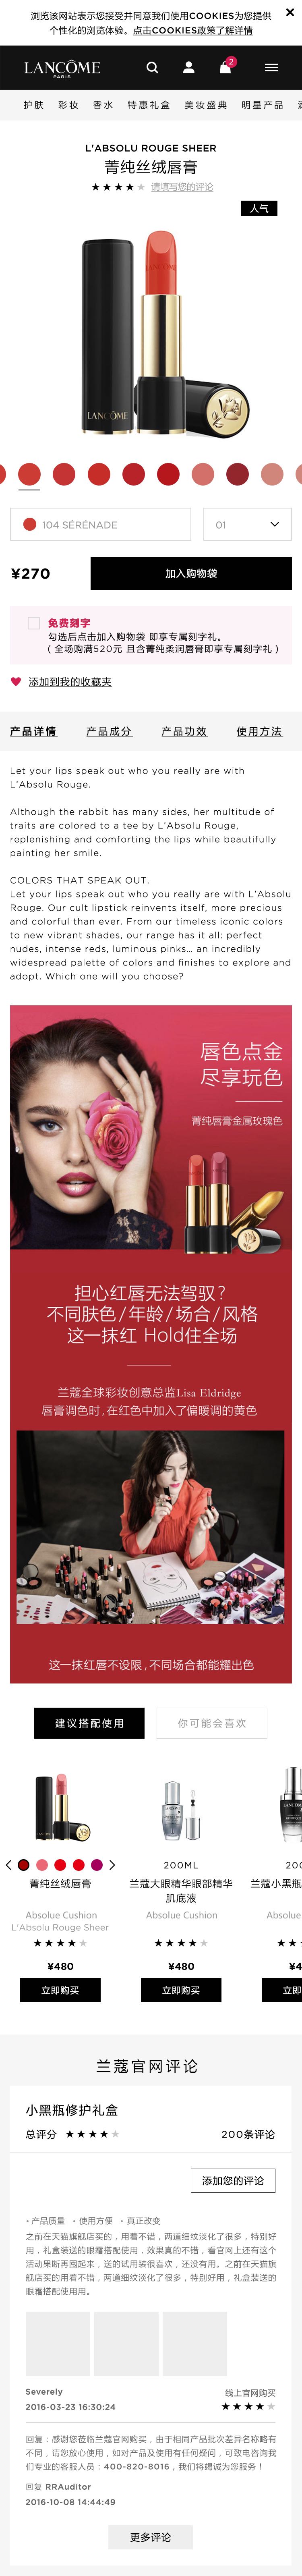 浏览该网站表示您接受并同意我们使用COOKIES为您提供
个性化的浏览体验。点击COOKIES政策了解详情
LANCÔME
PARIS
2
护肤 彩妆 香水 特惠礼盒 美妆盛典 明星产品
L'ABSOLU ROUGE SHEER
菁纯丝绒唇膏
请填写您的评论
人气
LANCÔME
104 SÉRÉNADE
01
¥270
加入购物袋
免费刻字
勾选后点击加入购物袋 即享专属刻字礼。
( 全场购满520元 且含菁纯柔润唇膏即享专属刻字礼 )
添加到我的收藏夹
产品详情 产品成分 产品功效 使用方法
Let your lips speak out who you really are with
L'Absolu Rouge.
Although the rabbit has many sides, her multitude of
traits are colored to a tee by L'Absolu Rouge,
replenishing and comforting the lips while beautifully
painting her smile.
COLORS THAT SPEAK OUT.
Let your lips speak out who you really are with L'Absolu
Rouge. Our cult lipstick reinvents itself, more precious
and colorful than ever. From our timeless iconic colors
to new vibrant shades, our range has it all: perfect
nudes, intense reds, luminous pinks... an incredibly
widespread palette of colors and finishes to explore and
adopt. Which one will you choose?
唇色点金
尽享玩色
菁纯唇膏金属玫瑰色
担心红唇无法驾驭？
不同肤色/年龄/场合/风格
这一抹红 Hold住全场
兰蔻全球彩妆创意总监Lisa Eldridge
唇膏调色时，在红色中加入了偏暖调的黄色
这一抹红唇不设限，不同场合都能耀出色
建议搭配使用
你可能会喜欢
200ML
菁纯丝绒唇膏
兰蔻大眼精华眼部精华
肌底液
兰蔻小黑瓶
Absolue Cushion
L'Absolu Rouge Sheer
Absolue Cushion
Absolue
¥480
¥480
¥4
立即购买
立即购买
立即
兰蔻官网评论
小黑瓶修护礼盒
总评分
200条评论
添加您的评论
• 产品质量 • 使用方便 • 真正改变
之前在天猫旗舰店买的，用着不错，两道细纹淡化了很多，特别好
用，礼盒装送的眼霜搭配使用，效果真的不错，看官网上还有这个
活动果断再囤起来，送的试用装很喜欢，还没有用。之前在天猫旗
舰店买的用着不错，两道细纹淡化了很多，特别好用，礼盒装送的
眼霜搭配使用用。
Severely
线上官网购买
2016-03-23 16:30:24
回复：感谢您莅临兰蔻官网购买，由于相同产品批次差异名称略有
不同，请您放心使用，如对产品及使用有任何疑问，可致电咨询我
们专业的客服人员：400-820-8016，我们将竭诚为您服务！
回复 RRAuditor
2016-10-08 14:44:49
更多评论